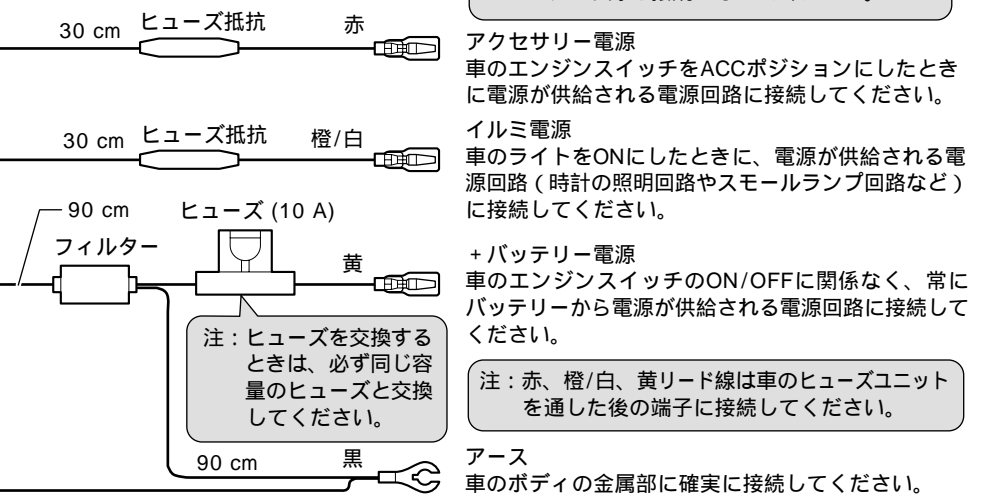 30 cm
ヒューズ抵抗
赤
アクセサリー電源
車のエンジンスイッチをACCポジションにしたとき
に電源が供給される電源回路に接続してください。
30 cm
ヒューズ抵抗
橙/白
イルミ電源
車のライトをONにしたときに、電源が供給される電
源回路(時計の照明回路やスモールランプ回路など)
に接続してください。
90 cm
ヒューズ (10 A)
フィルター
黄
+バッテリー電源
車のエンジンスイッチのON/OFFに関係なく、常に
バッテリーから電源が供給される電源回路に接続して
ください。
注:ヒューズを交換する
ときは、必ず同じ容
量のヒューズと交換
してください。
注:赤、橙/白、黄リード線は車のヒューズユニット
を通した後の端子に接続してください。
90 cm
黒
アース
車のボディの金属部に確実に接続してください。